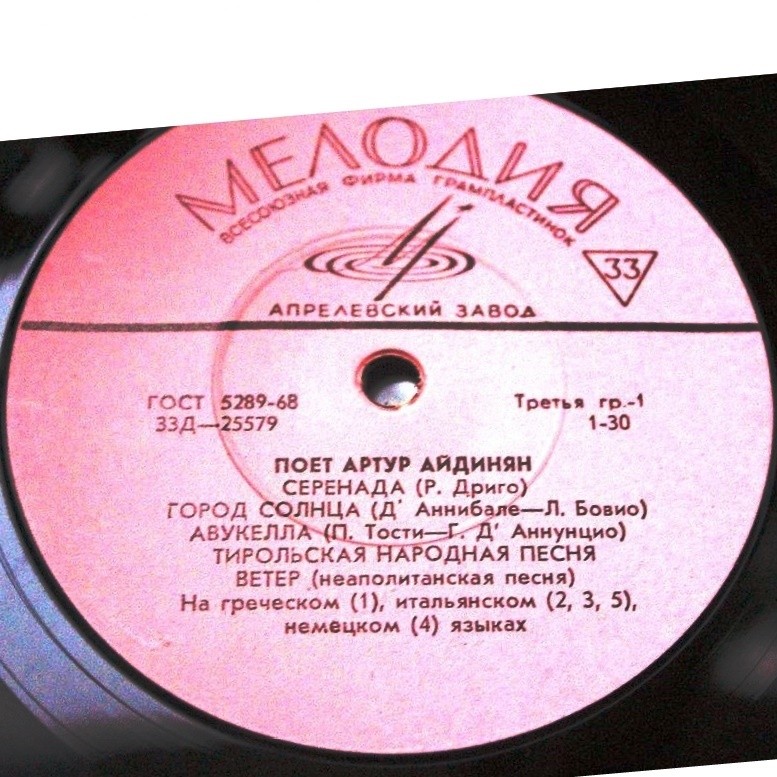 МЕЛОДИЯ
ВСЕСОЮЗНАЯ ФИРМА ГРАМПЛАСТИНОК
33
АПРЕЛЕВСКИЙ ЗАВОД
ГОСТ 5289-68 Третья гр.-1
33Д—25579 1-30
ПОЕТ АРТУР АЙДИНЯН
СЕРЕНАДА (Р. Дриго)
ГОРОД СОЛНЦА (Д' Аннибале—Л. Бовио)
АВУКЕЛЛА (П. Тости—Г. Д' Аннунцио)
ТИРОЛЬСКАЯ НАРОДНАЯ ПЕСНЯ
ВЕТЕР (неаполитанская песня)
На греческом (1), итальянском (2, 3, 5),
немецком (4) языках